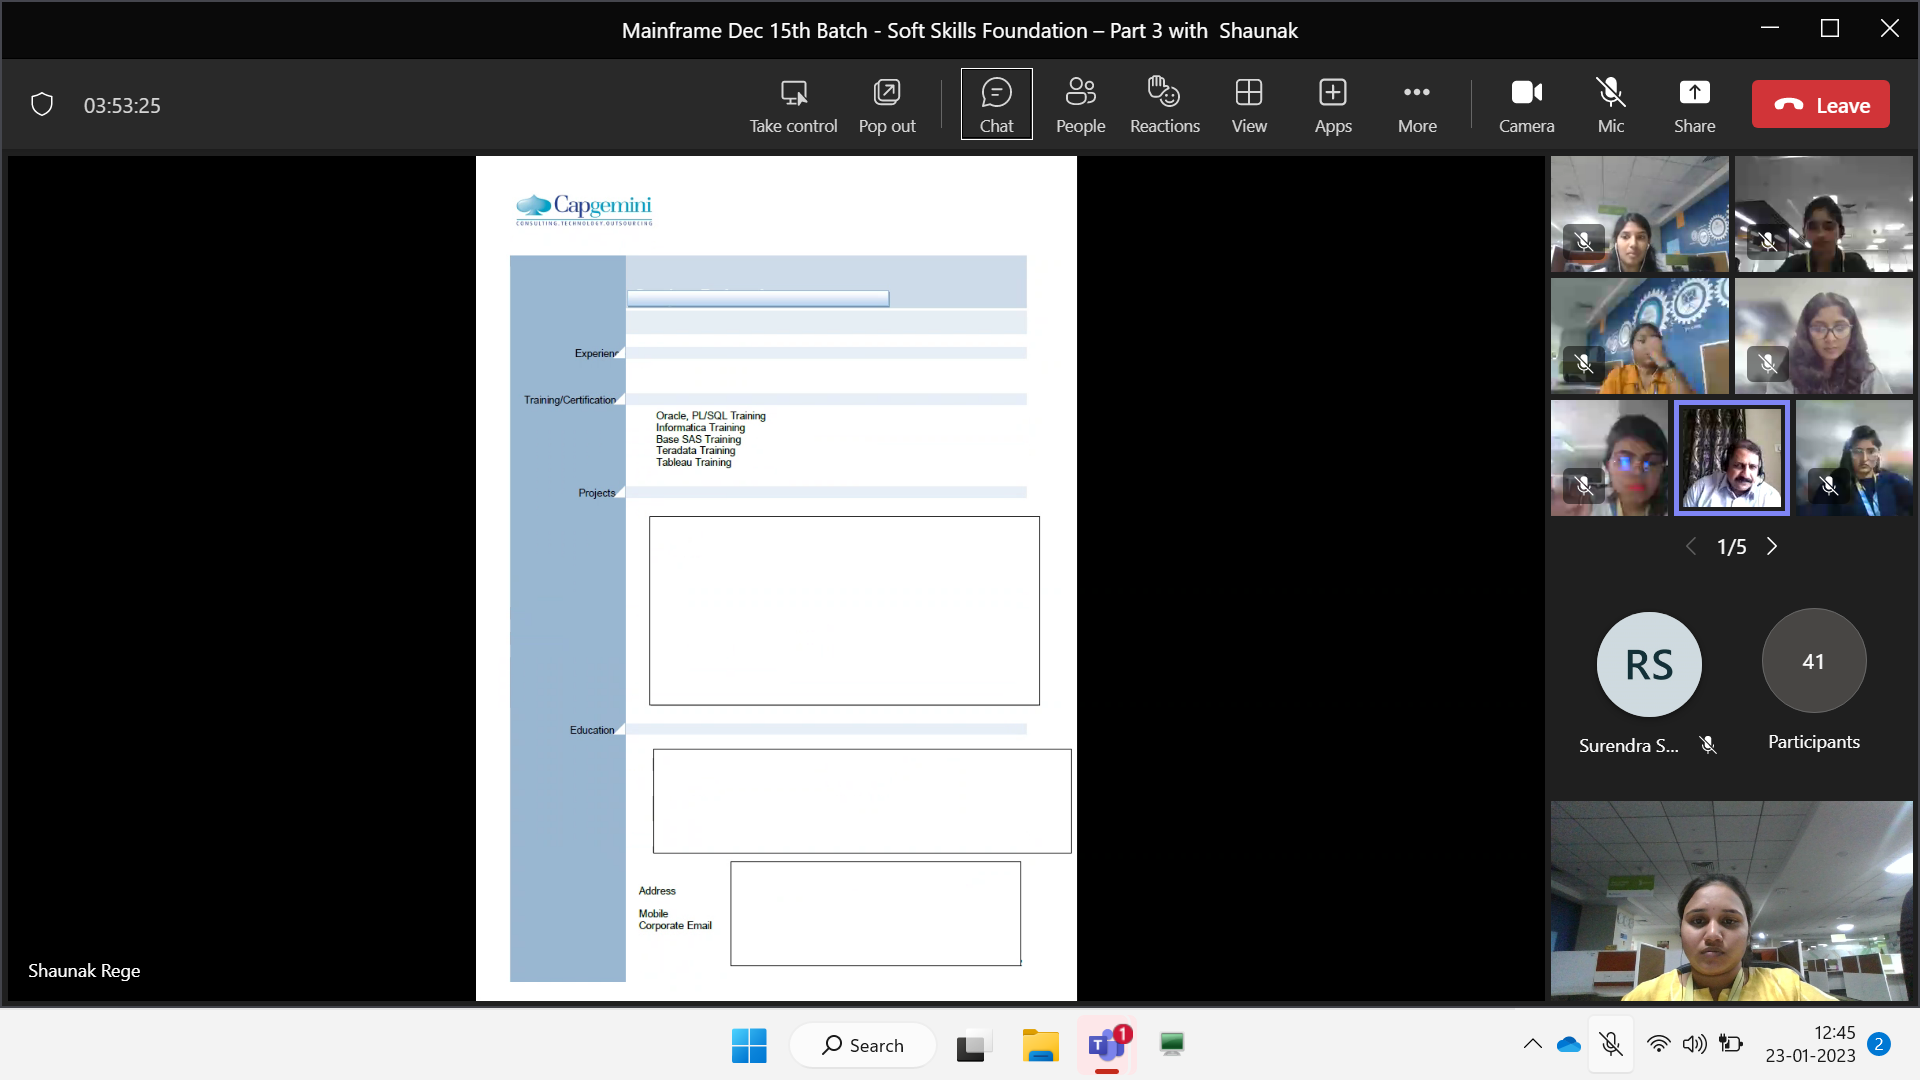 Mainframe Dec 15th Batch - Soft Skills Foundation – Part 3 with Shaunak
03:53:25
Take control
Pop out
Chat
People
Reactions
View
Apps
More
Camera
Mic
Share
Leave
Capgemini
CONSULTING.TECHNOLOGY.OUTSOURCING
Experienc
Training/Certification
Oracle, PL/SQL Training
Informatica Training
Base SAS Training
Teradata Training
Tableau Training
Projects
Education
Address
Mobile
Corporate Email
Shaunak Rege
1/5
RS
41
Surendra S...
Participants
Search
T
1
12:45
23-01-2023
2